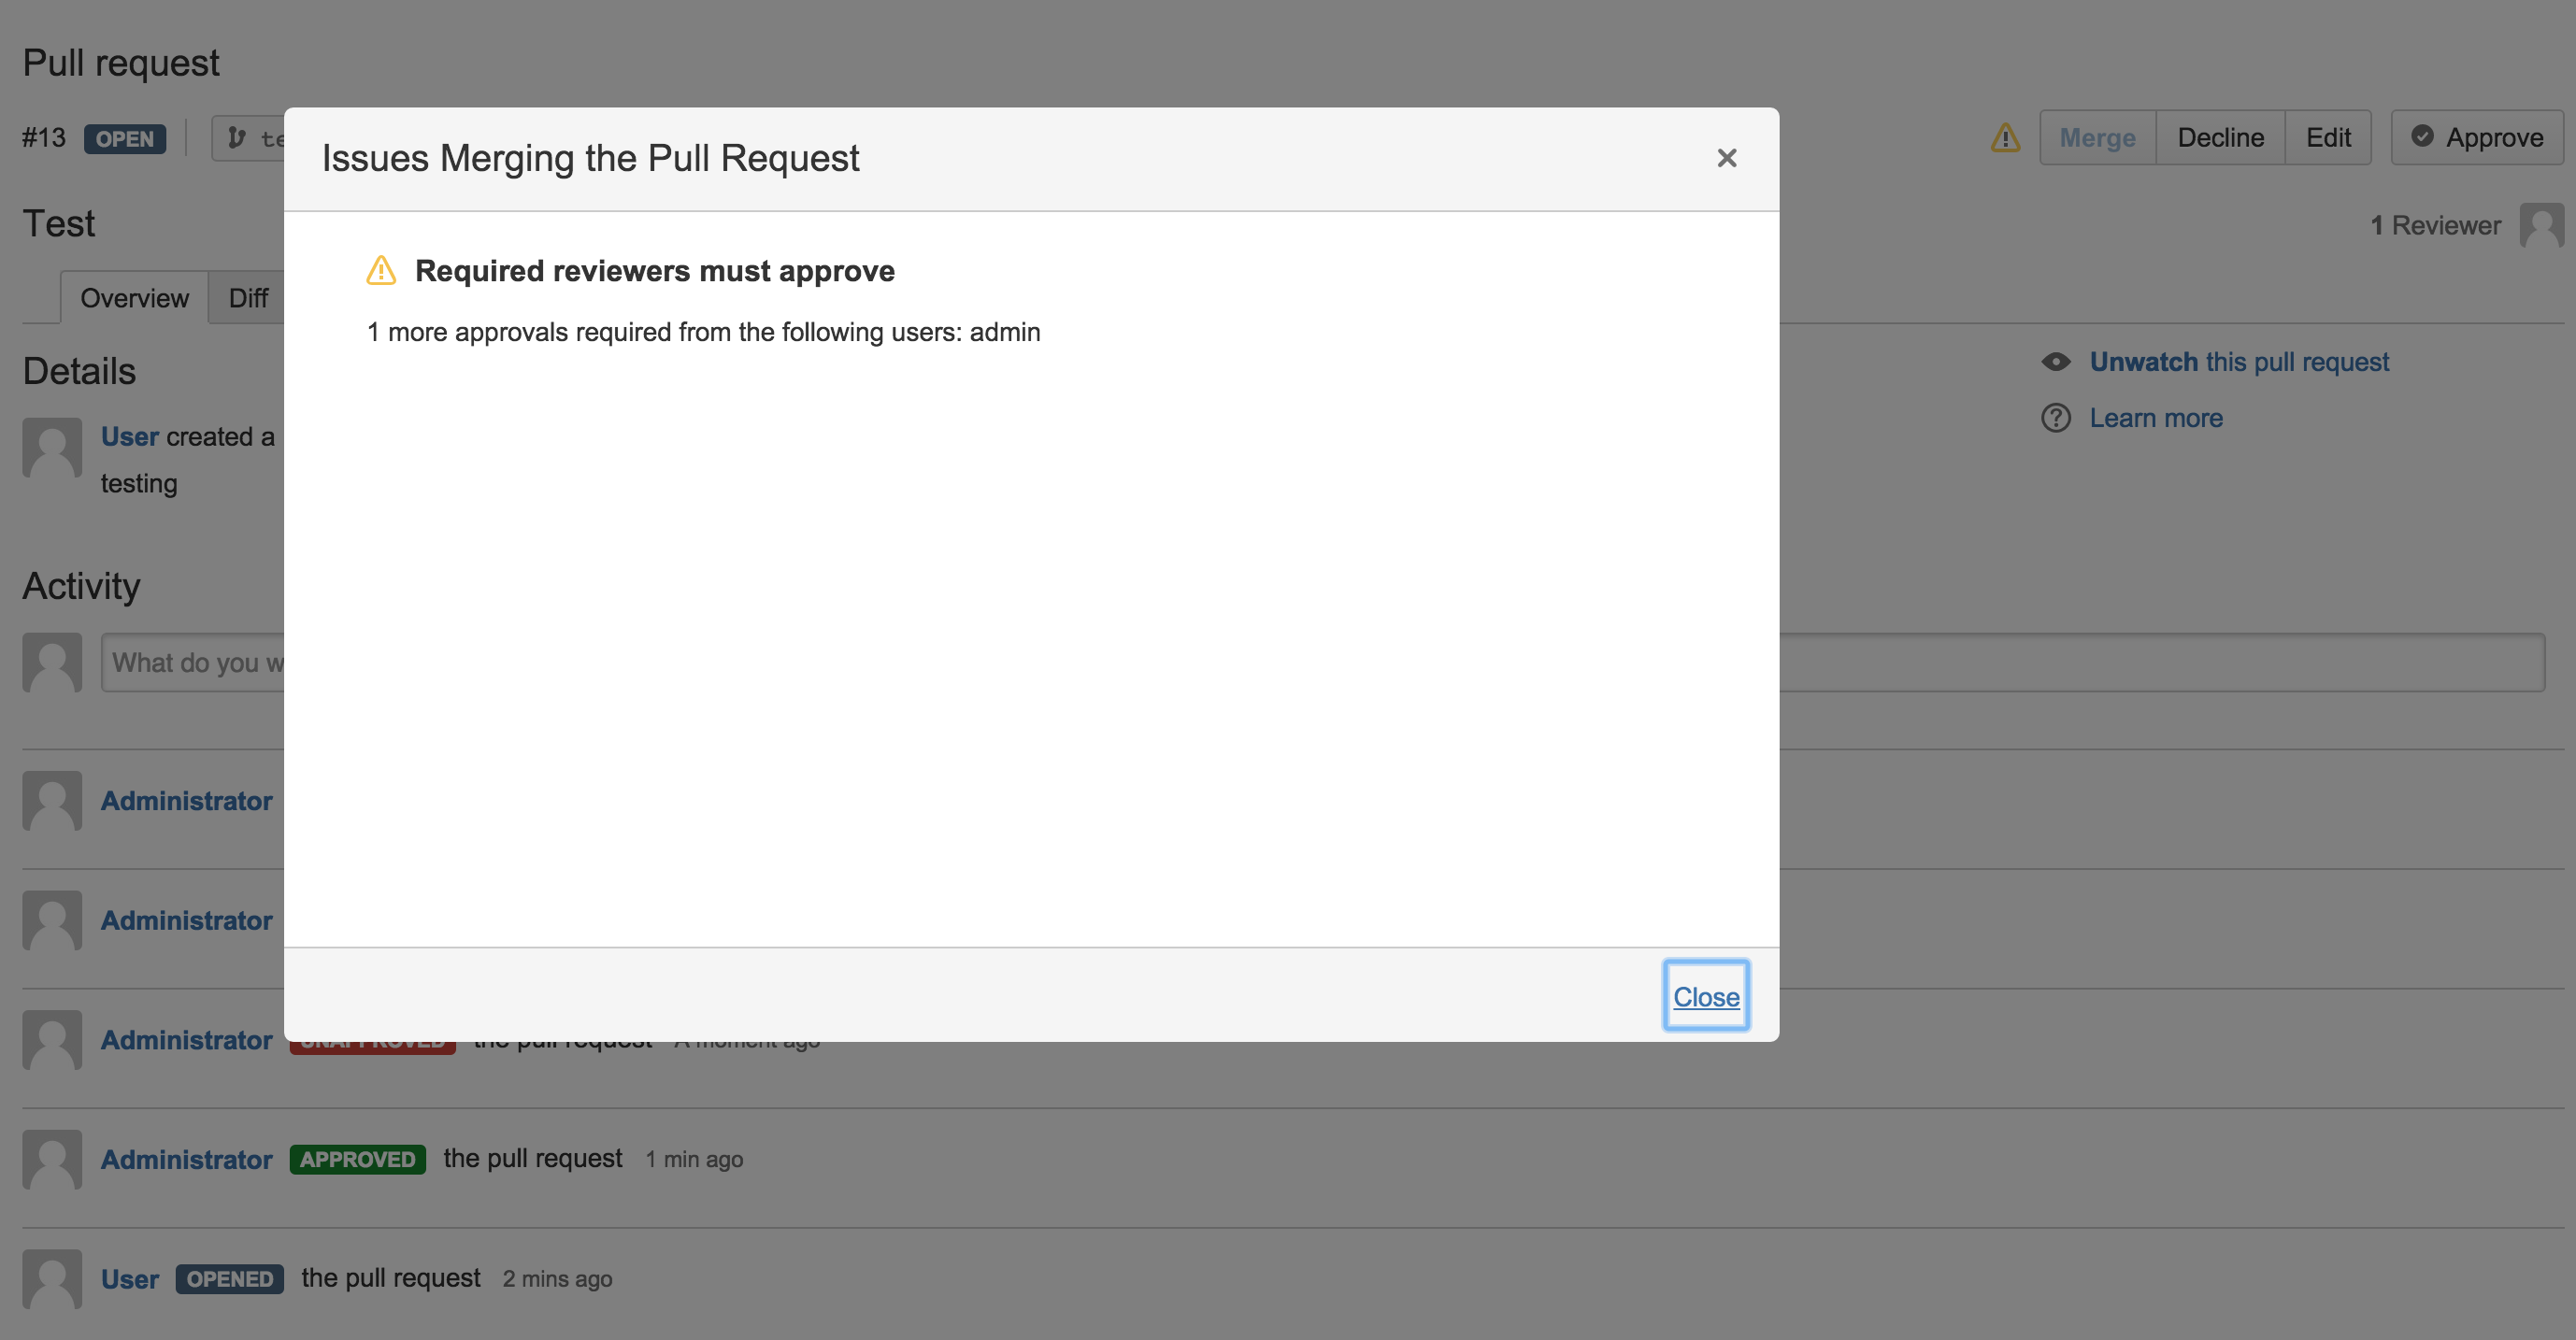 Pull request
#13 OPEN
Merge Decline Edit Approve
Issues Merging the Pull Request
Test
1 Reviewer
Overview Diff
Required reviewers must approve
1 more approvals required from the following users: admin
Details
Unwatch this pull request
Learn more
User created a
testing
Activity
What do you
Administrator
Administrator
Close
Administrator UNAPPROVED the pull request A moment ago
Administrator APPROVED the pull request 1 min ago
User OPENED the pull request 2 mins ago